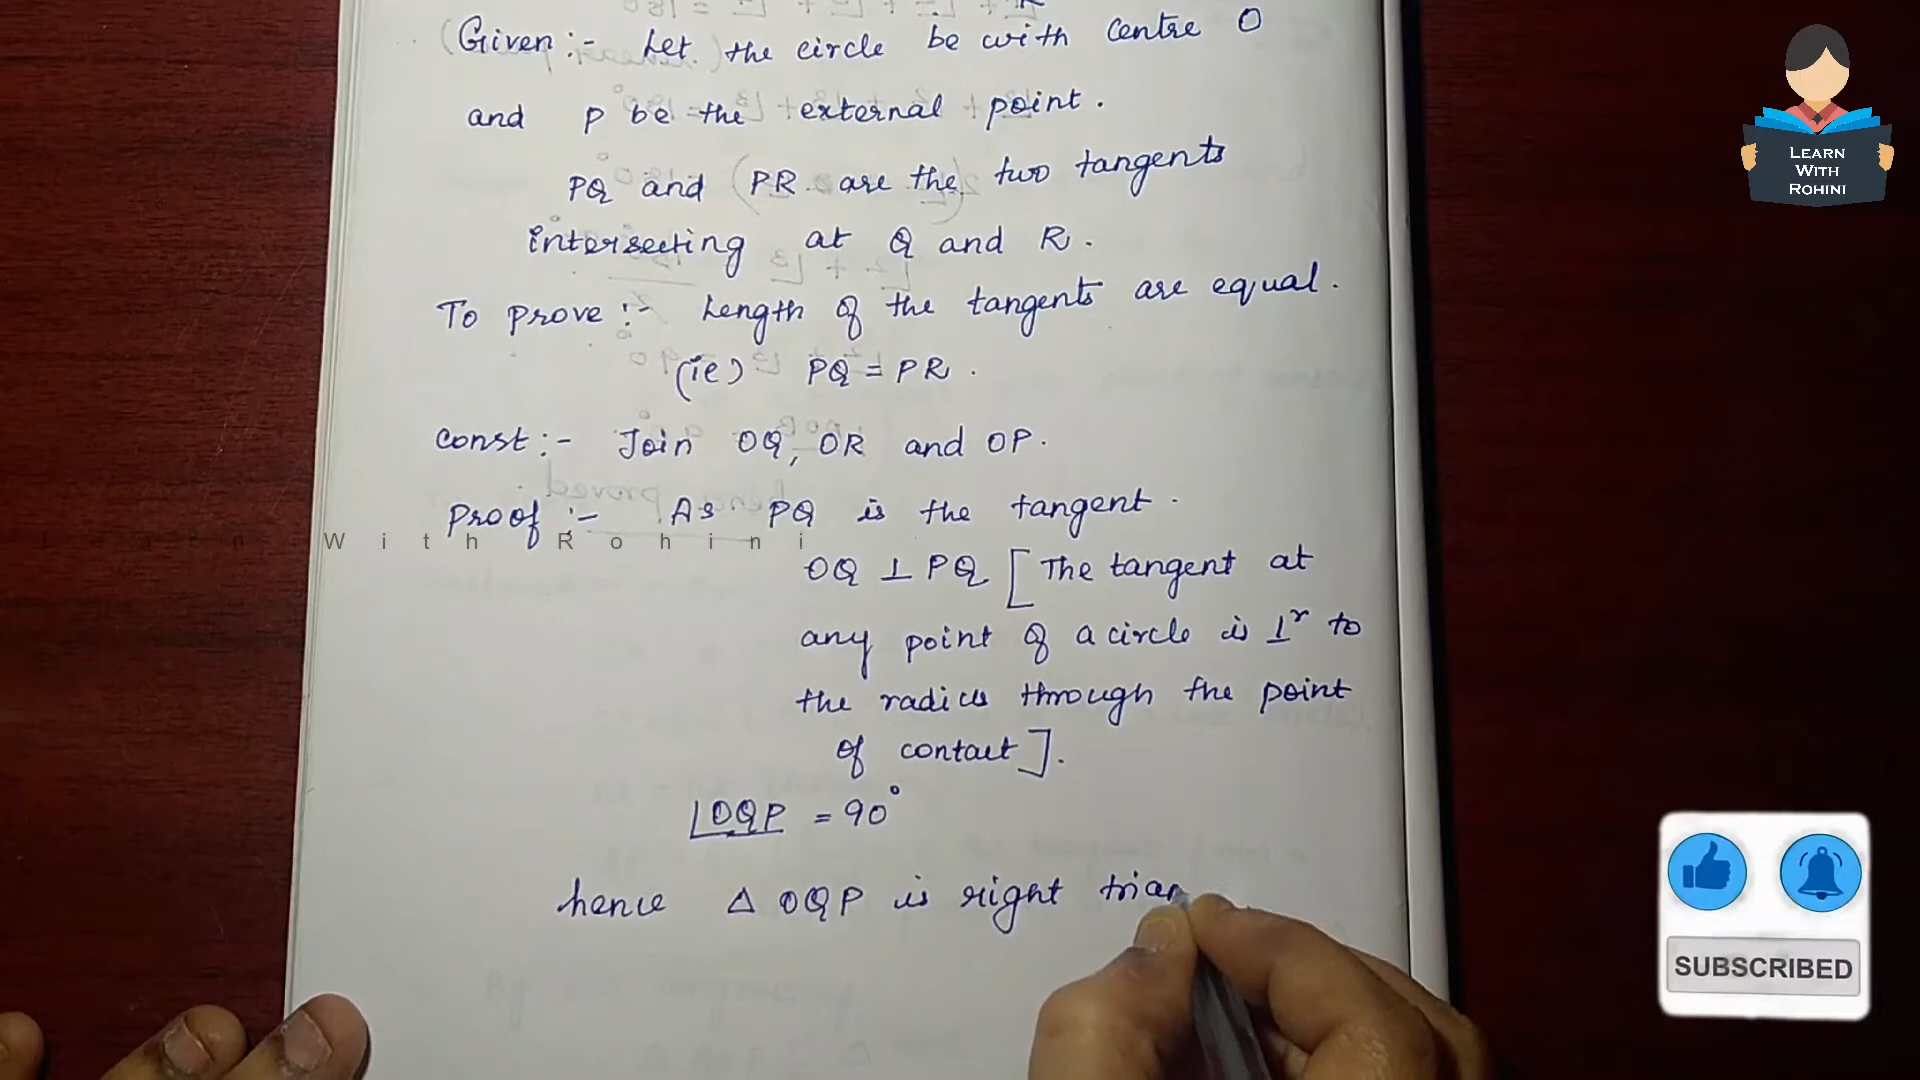 (Given :- Let the circle be with centre O
and P be the external point.
PQ and PR are the two tangents
intersecting at Q and R.
To prove :- Length of the tangents are equal.
(ie) PQ = PR.
Const :- Join OQ, OR and OP.
Proof :- As PQ is the tangent.
OQ ⊥ PQ [The tangent at
any point of a circle is ⊥r to
the radius through the point
of contact].
∠OQP = 90°
hence Δ OQP is right trian
LEARN
WITH
ROHINI
Learn With Rohini
SUBSCRIBED